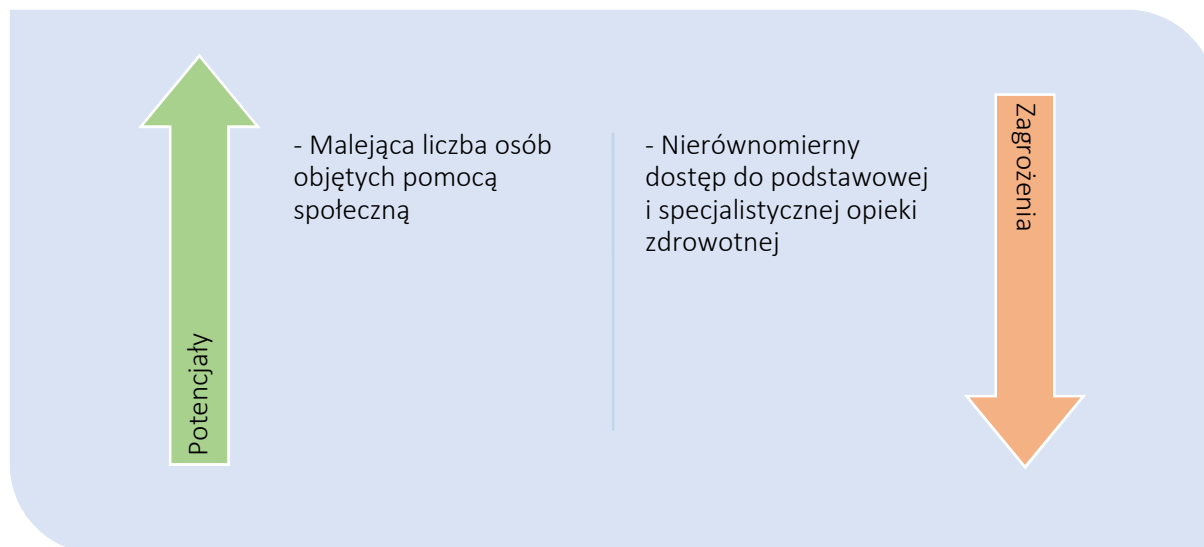 Potencjały
- Malejąca liczba osób
objętych pomocą
społeczną
- Nierównomierny
dostęp do podstawowej
i specjalistycznej opieki
zdrowotnej
Zagrożenia